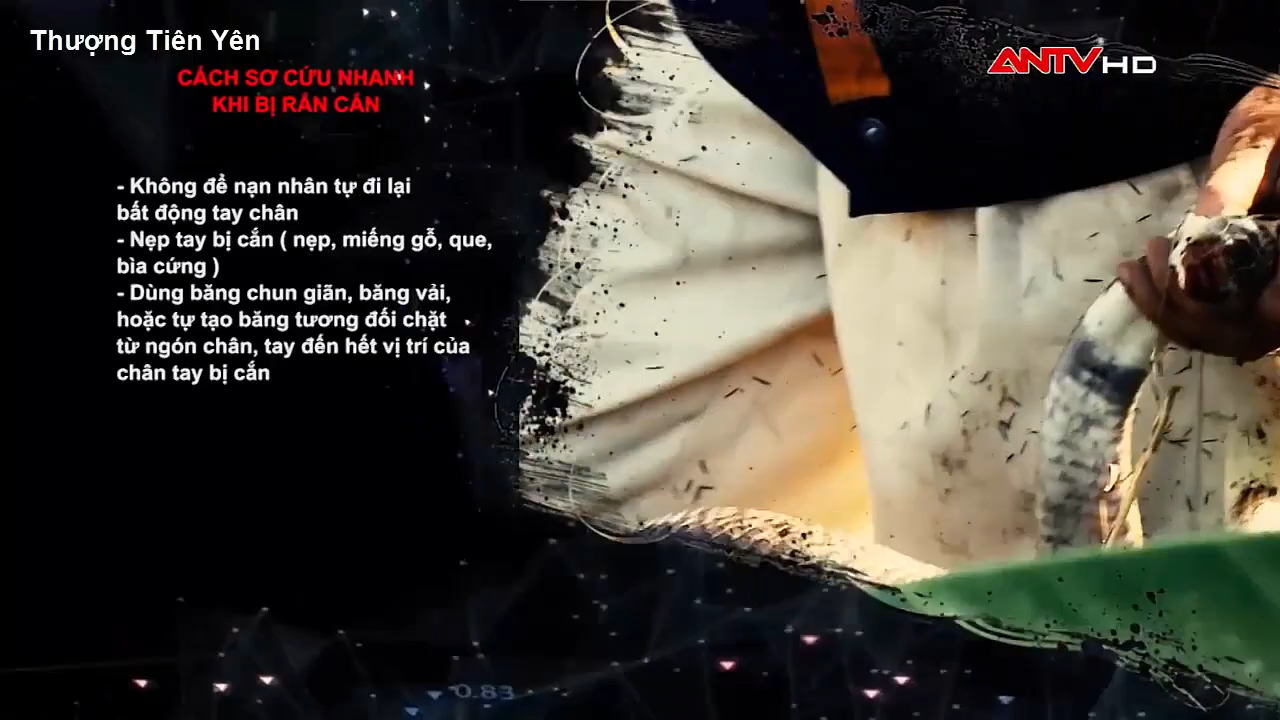 Thượng Tiên Yên
ANTV HD
CÁCH SƠ CỨU NHANH
KHI BỊ RẮN CẮN
- Không để nạn nhân tự đi lại
bất động tay chân
- Nẹp tay bị cắn ( nẹp, miếng gỗ, que,
bìa cứng )
- Dùng băng chun giãn, băng vải,
hoặc tự tạo băng tương đối chặt
từ ngón chân, tay đến hết vị trí của
chân tay bị cắn
0.83